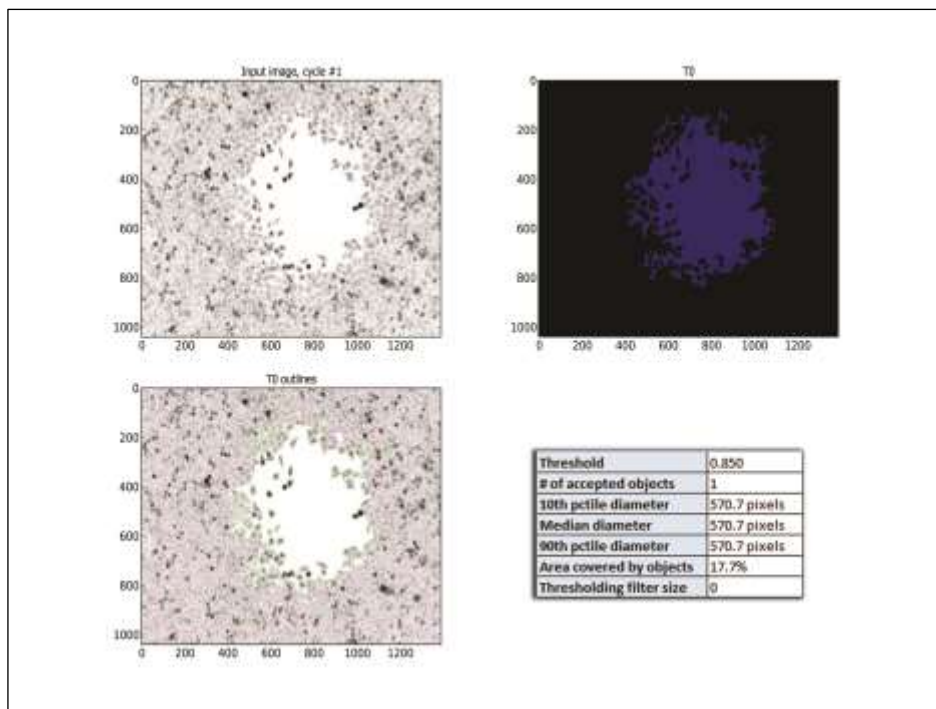 Input image, cycle #1
0
200
400
600
800
1000
0 200 400 600 800 1000 1200
T0
0
200
400
600
800
1000
0 200 400 600 800 1000 1200
T0 outlines
0
200
400
600
800
1000
0 200 400 600 800 1000 1200
Threshold 0.850
# of accepted objects 1
10th pctile diameter 570.7 pixels
Median diameter 570.7 pixels
90th pctile diameter 570.7 pixels
Area covered by objects 17.7%
Thresholding filter size 0